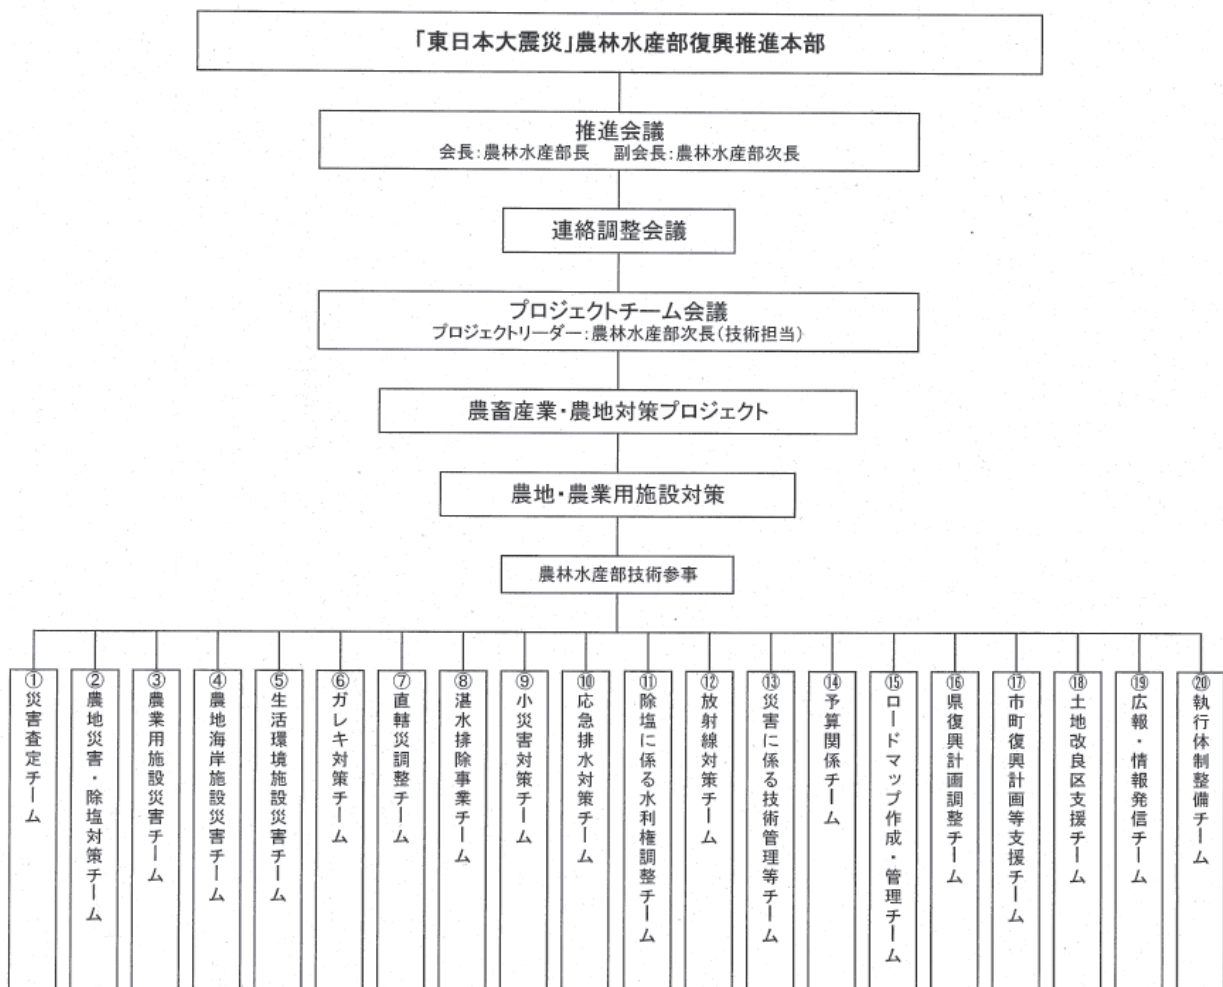 「東日本大震災」農林水産部復興推進本部
推進会議
会長:農林水産部長　副会長:農林水産部次長
連絡調整会議
プロジェクトチーム会議
プロジェクトリーダー:農林水産部次長(技術担当)
農畜産業・農地対策プロジェクト
農地・農業用施設対策
農林水産部技術参事
①災害査定チーム
②農地災害・除塩対策チーム
③農業用施設災害チーム
④農地海岸施設災害チーム
⑤生活環境施設災害チーム
⑥ガレキ対策チーム
⑦直轄災調整チーム
⑧湛水排除事業チーム
⑨小災害対策チーム
⑩応急排水対策チーム
⑪除塩に係る水利権調整チーム
⑫放射線対策チーム
⑬災害に係る技術管理等チーム
⑭予算関係チーム
⑮ロードマップ作成・管理チーム
⑯県復興計画調整チーム
⑰市町復興計画等支援チーム
⑱土地改良区支援チーム
⑲広報・情報発信チーム
⑳執行体制整備チーム